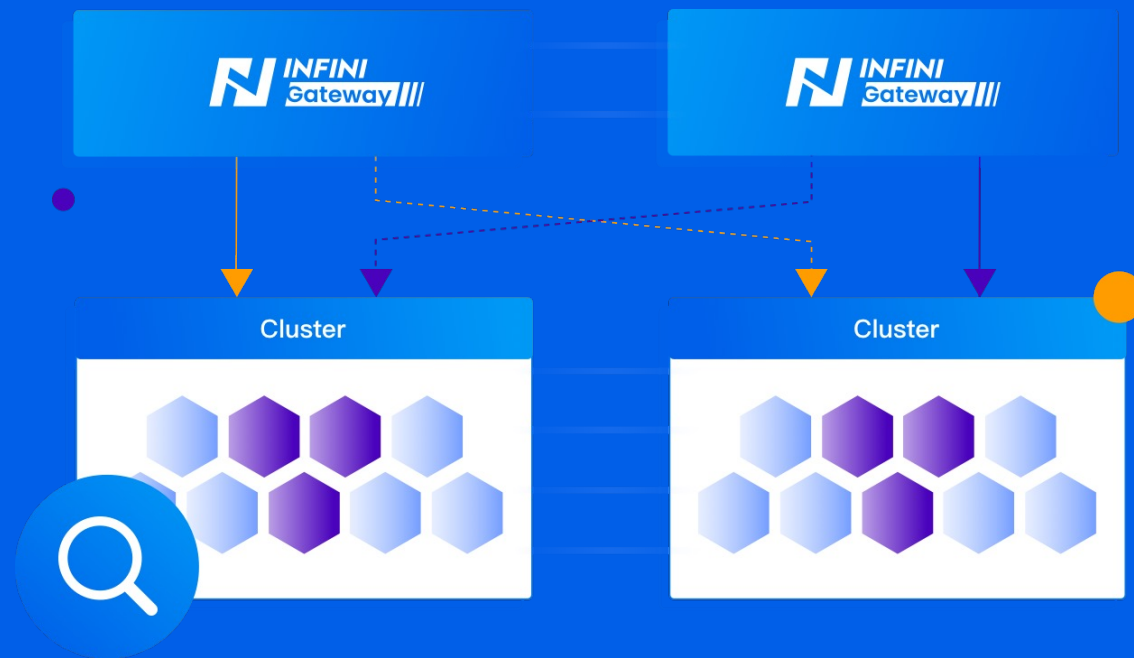 INFINI
Gateway
INFINI
Gateway
Cluster
Cluster